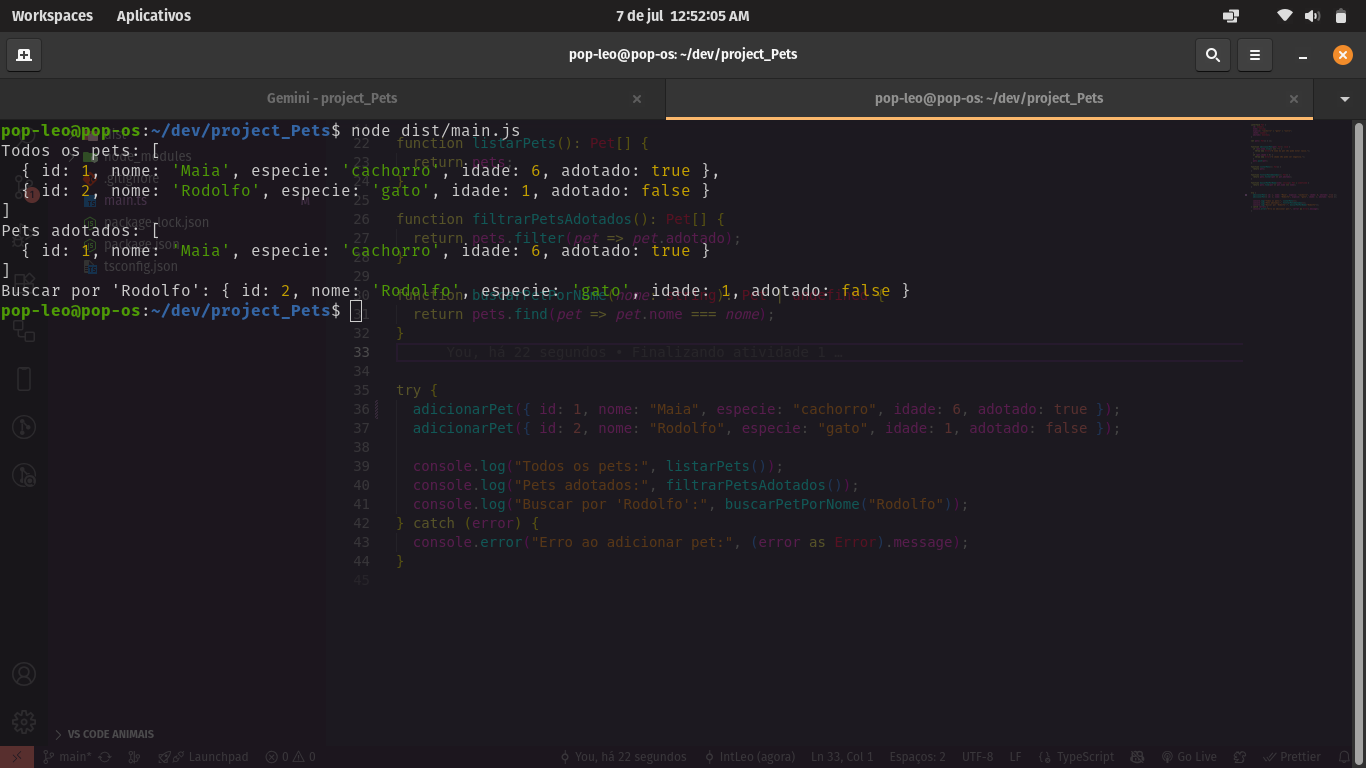 Workspaces Aplicativos 7 de jul 12:52:05 AM
pop-leo@pop-os: ~/dev/project_Pets
Gemini - project_Pets × pop-leo@pop-os: ~/dev/project_Pets ×
pop-leo@pop-os:~/dev/project_Pets$ node dist/main.js
Todos os pets: [
{ id: 1, nome: 'Maia', especie: 'cachorro', idade: 6, adotado: true },
{ id: 2, nome: 'Rodolfo', especie: 'gato', idade: 1, adotado: false }
]
Pets adotados: [
{ id: 1, nome: 'Maia', especie: 'cachorro', idade: 6, adotado: true }
]
Buscar por 'Rodolfo': { id: 2, nome: 'Rodolfo', especie: 'gato', idade: 1, adotado: false }
pop-leo@pop-os:~/dev/project_Pets$
node_modules
.gitignore
main.ts M
package-lock.json
package.json
tsconfig.json
1
22 function listarPets(): Pet[] {
23 return pets;
24 }
26 function filtrarPetsAdotados(): Pet[] {
27 return pets.filter(pet => pet.adotado);
28 }
29
function buscarPetPorNome(nome: string)
31 return pets.find(pet => pet.nome === nome);
32 }
33 You, há 22 segundos • Finalizando atividade 1 …
34
35 try {
36 adicionarPet({ id: 1, nome: "Maia", especie: "cachorro", idade: 6, adotado: true });
37 adicionarPet({ id: 2, nome: "Rodolfo", especie: "gato", idade: 1, adotado: false });
38
39 console.log("Todos os pets:", listarPets());
40 console.log("Pets adotados:", filtrarPetsAdotados());
41 console.log("Buscar por 'Rodolfo':", buscarPetPorNome("Rodolfo"));
42 } catch (error) {
43 console.error("Erro ao adicionar pet:", (error as Error).message);
44 }
45
VS CODE ANIMAIS
main* Launchpad 0 0 You, há 22 segundos IntLeo (agora) Ln 33, Col 1 Espaços: 2 UTF-8 LF {} TypeScript Go Live Prettier